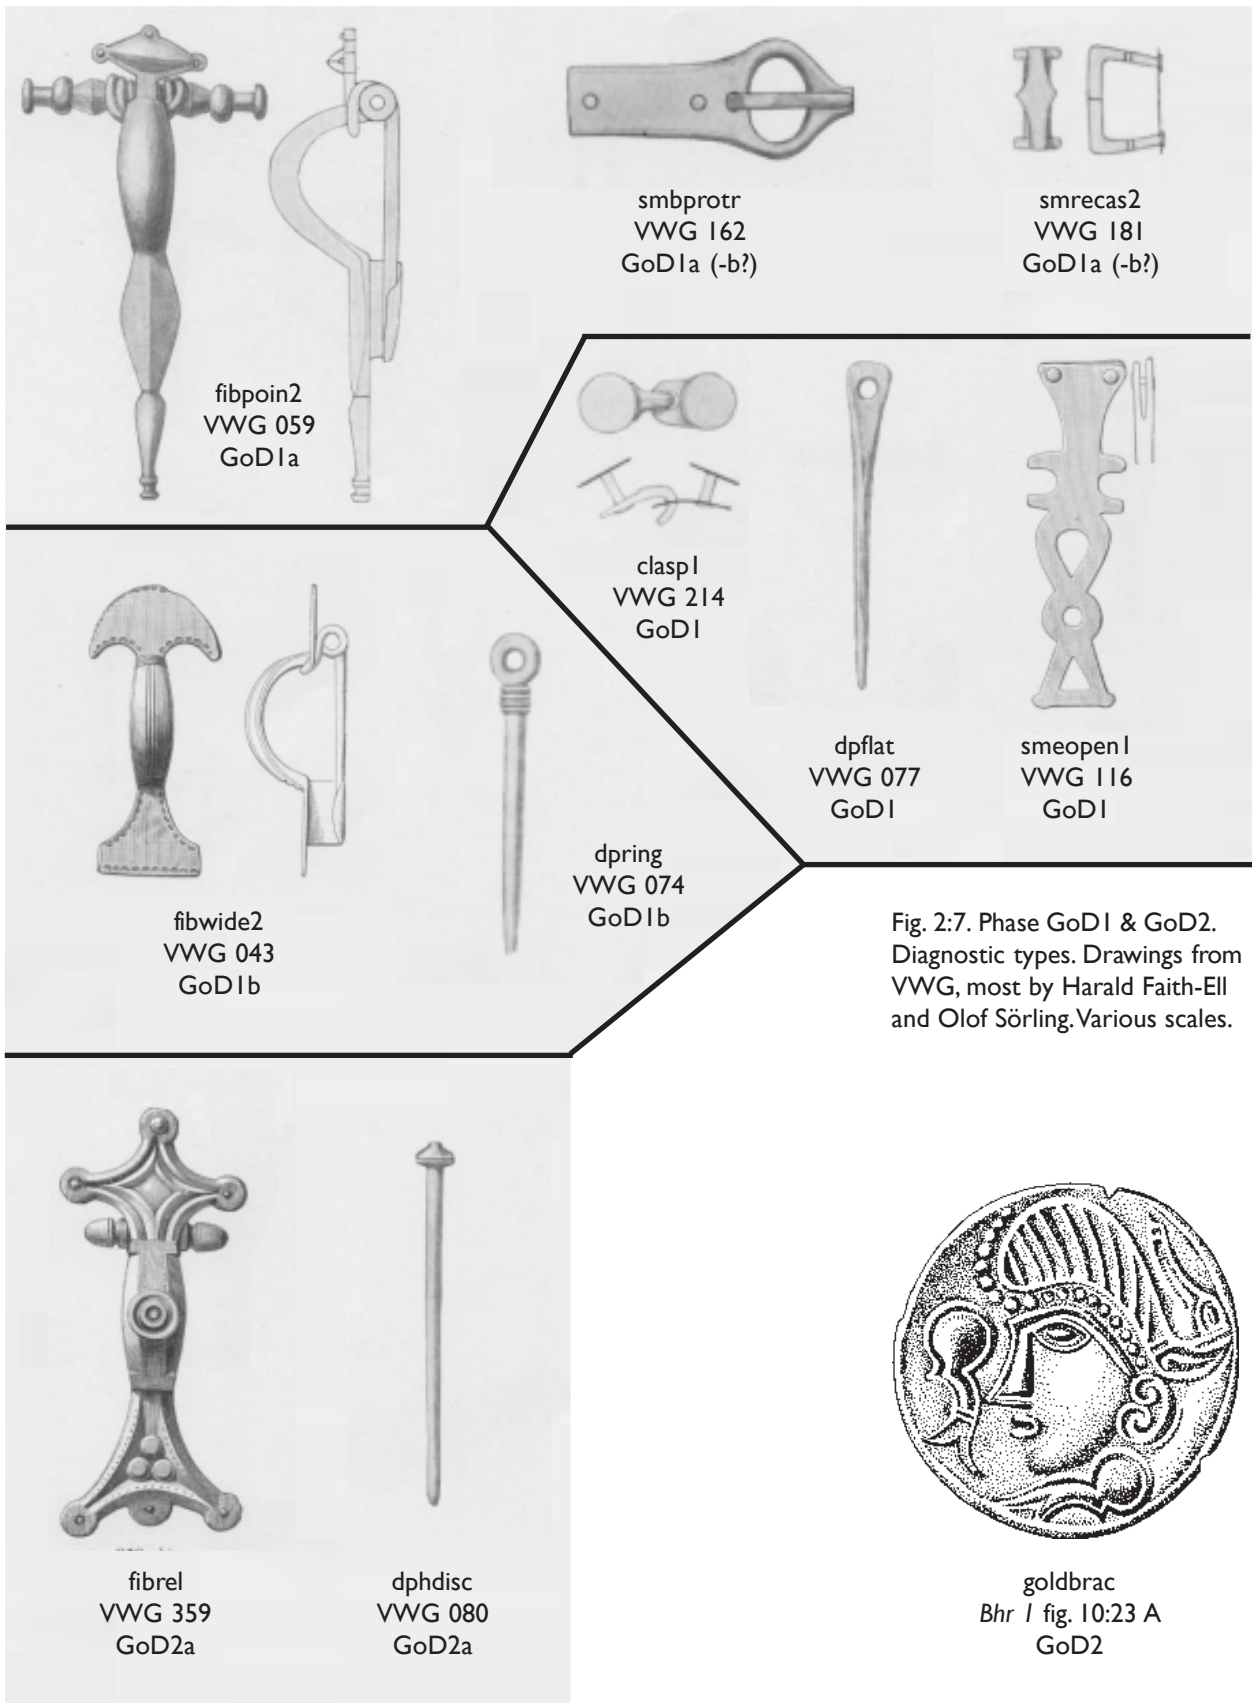 smbprotr
VWG 162
GoD1a (-b?)
smrecas2
VWG 181
GoD1a (-b?)
fibpoin2
VWG 059
GoD1a
clasp1
VWG 214
GoD1
dpflat
VWG 077
GoD1
smeopen1
VWG 116
GoD1
fibwide2
VWG 043
GoD1b
dpring
VWG 074
GoD1b
Fig. 2:7. Phase GoD1 & GoD2.
Diagnostic types. Drawings from
VWG, most by Harald Faith-Ell
and Olof Sörling. Various scales.
fibrel
VWG 359
GoD2a
dphdisc
VWG 080
GoD2a
goldbrac
Bhr 1 fig. 10:23 A
GoD2